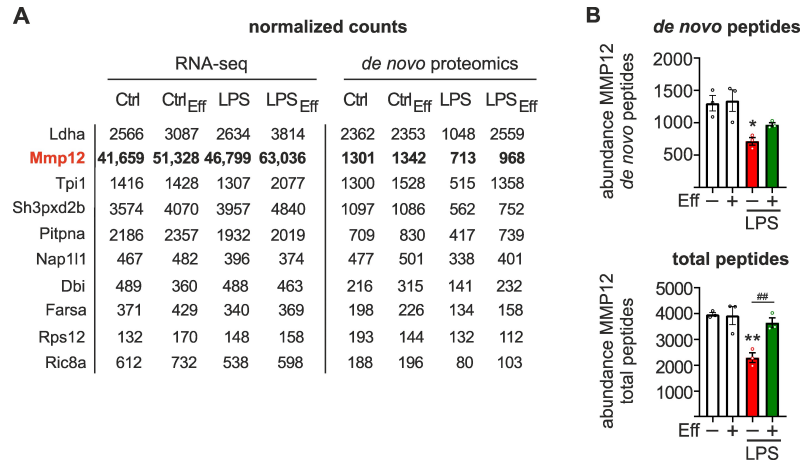 A
normalized counts
RNA-seq de novo proteomics
Ctrl CtrlEff LPS LPSEff Ctrl CtrlEff LPS LPSEff
Ldha 2566 3087 2634 3814 2362 2353 1048 2559
Mmp12 41,659 51,328 46,799 63,036 1301 1342 713 968
Tpi1 1416 1428 1307 2077 1300 1528 515 1358
Sh3pxd2b 3574 4070 3957 4840 1097 1086 562 752
Pitpna 2186 2357 1932 2019 709 830 417 739
Nap1l1 467 482 396 374 477 501 338 401
Dbi 489 360 488 463 216 315 141 232
Farsa 371 429 340 369 198 226 134 158
Rps12 132 170 148 158 193 144 132 112
Ric8a 612 732 538 598 188 196 80 103
B
de novo peptides
abundance MMP12
de novo peptides
2000
1500
1000
500
*
Eff − + − +
LPS
total peptides
abundance MMP12
total peptides
5000
4000
3000
2000
1000
##
**
Eff − + − +
LPS